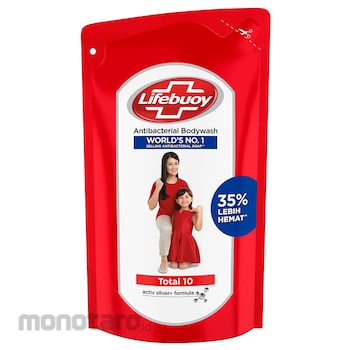 Lifebuoy
Antibacterial Bodywash
WORLD'S NO. 1
SELLING ANTIBACTERIAL SOAP**
35%
LEBIH
HEMAT*
Total 10
activ silver+ formula
monotaro.id